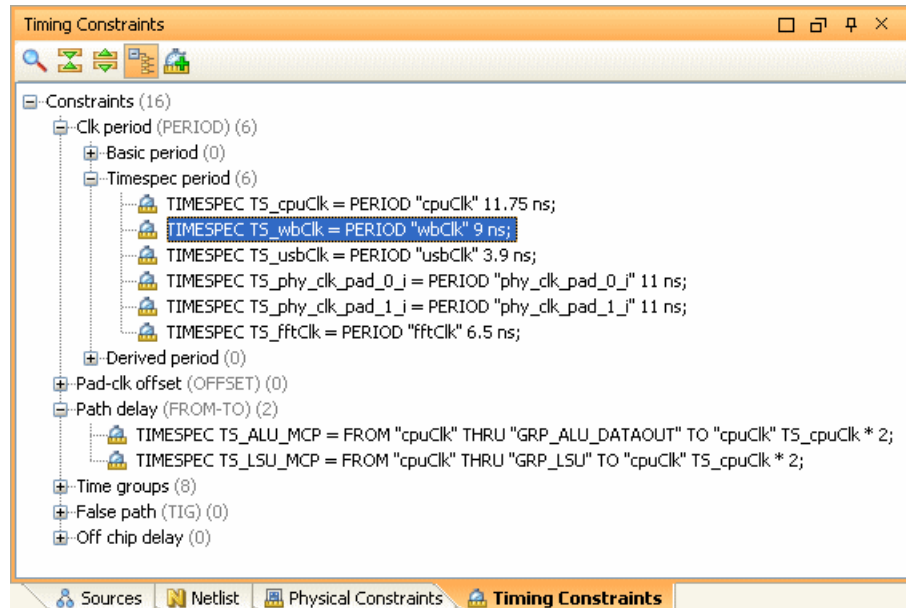 Timing Constraints
Constraints (16)
Clk period (PERIOD) (6)
Basic period (0)
Timespec period (6)
TIMESPEC TS_cpuClk = PERIOD "cpuClk" 11.75 ns;
TIMESPEC TS_wbClk = PERIOD "wbClk" 9 ns;
TIMESPEC TS_usbClk = PERIOD "usbClk" 3.9 ns;
TIMESPEC TS_phy_clk_pad_0_i = PERIOD "phy_clk_pad_0_i" 11 ns;
TIMESPEC TS_phy_clk_pad_1_i = PERIOD "phy_clk_pad_1_i" 11 ns;
TIMESPEC TS_fftClk = PERIOD "fftClk" 6.5 ns;
Derived period (0)
Pad-clk offset (OFFSET) (0)
Path delay (FROM-TO) (2)
TIMESPEC TS_ALU_MCP = FROM "cpuClk" THRU "GRP_ALU_DATAOUT" TO "cpuClk" TS_cpuClk * 2;
TIMESPEC TS_LSU_MCP = FROM "cpuClk" THRU "GRP_LSU" TO "cpuClk" TS_cpuClk * 2;
Time groups (8)
False path (TIG) (0)
Off chip delay (0)
Sources Netlist Physical Constraints Timing Constraints